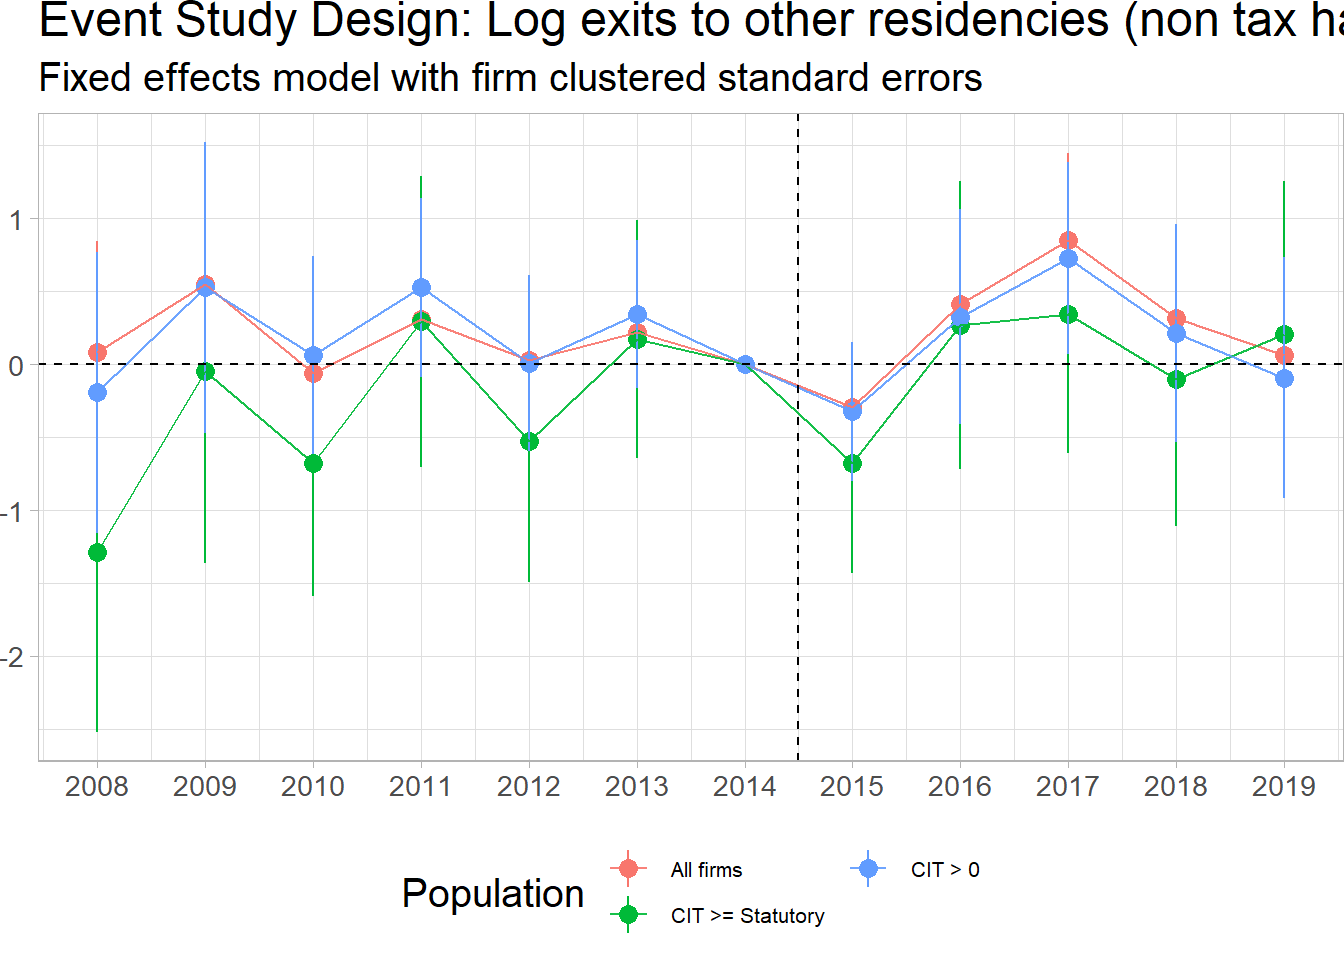 Event Study Design: Log exits to other residencies (non tax ha
Fixed effects model with firm clustered standard errors
1
0
-1
-2
2008 2009 2010 2011 2012 2013 2014 2015 2016 2017 2018 2019
Population
All firms
CIT > 0
CIT >= Statutory